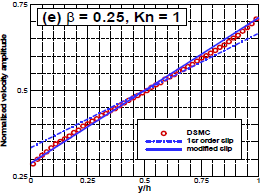 (e) β = 0.25, Kn = 1
0.75
0.5
0.25
Normalized velocity amplitude
DSMC
1sr order slip
modified slip
0
0.25
0.5
0.75
1
y/h